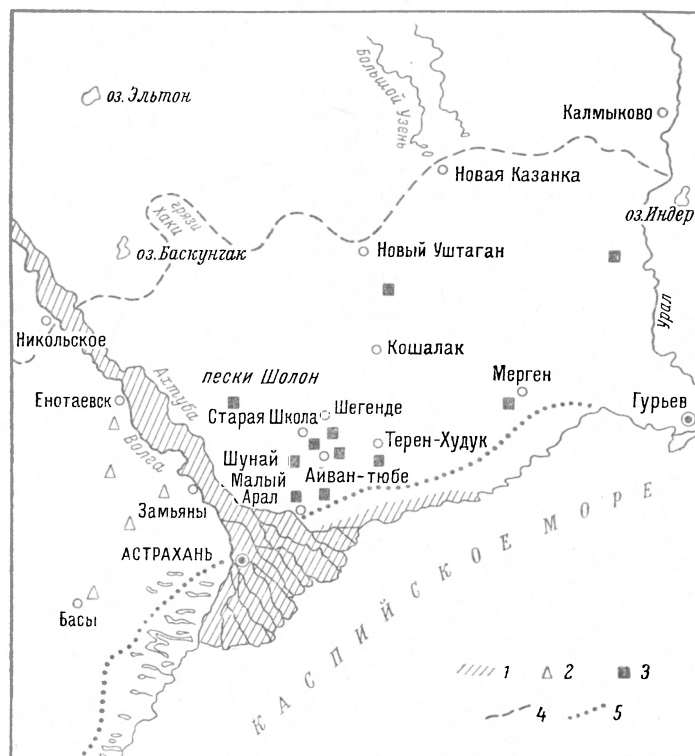 оз. Эльтон
Большой Узень
Калмыково
Новая Казанка
оз. Индер
грязи
Хаки
оз. Баскунчак
Новый Уштаган
Урал
Никольское
Кошалак
Ахтуба
пески Шолон
Мерген
Енотаевск
Шегенде
Гурьев
Старая Школа
Волга
Терен-Худук
Шунай
Айван-тюбе
Малый
Арал
Замьяны
АСТРАХАНЬ
КАСПИЙСКОЕ МОРЕ
Басы
1 2 3
4 5